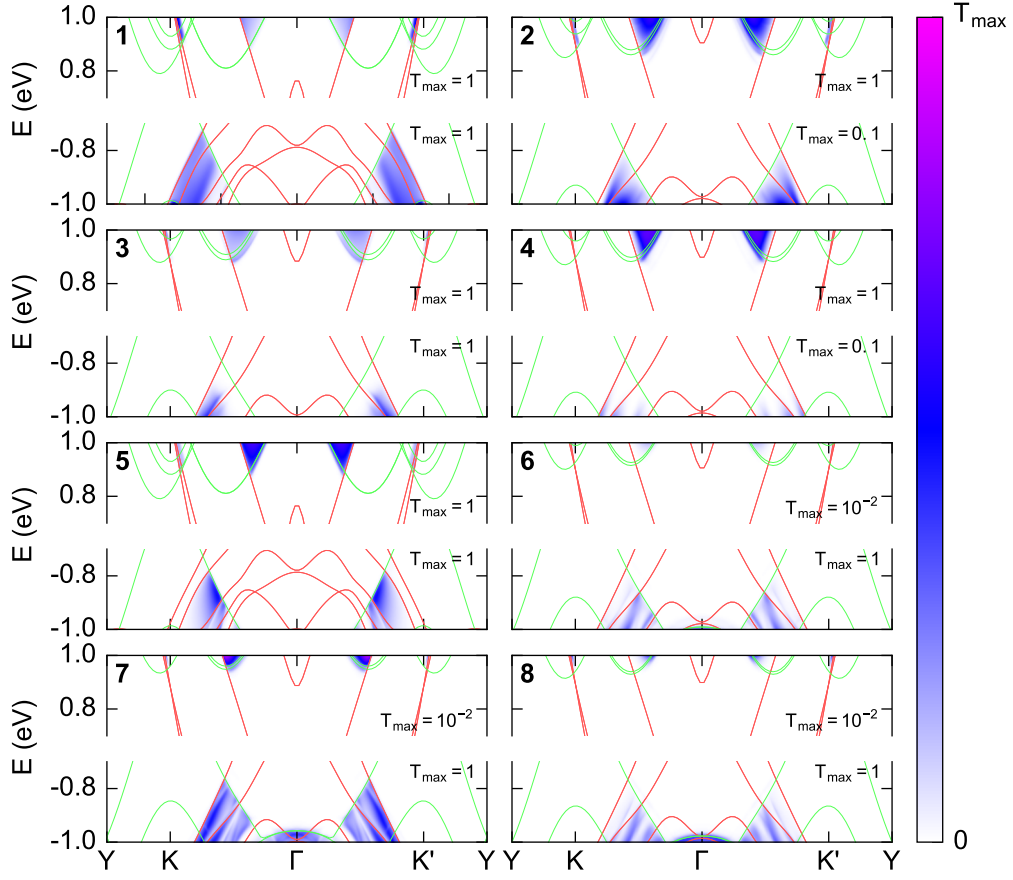 1.0
1
0.8
T_max = 1
E (eV)
-0.8
T_max = 1
-1.0
2
T_max = 1
T_max = 0.1
1.0
3
0.8
T_max = 1
E (eV)
-0.8
T_max = 1
-1.0
4
T_max = 1
T_max = 0.1
1.0
5
0.8
T_max = 1
E (eV)
-0.8
T_max = 1
-1.0
6
T_max = 10⁻²
T_max = 1
1.0
7
0.8
T_max = 10⁻²
E (eV)
-0.8
T_max = 1
-1.0
Y K Γ K' Y
8
T_max = 10⁻²
T_max = 1
Y K Γ K' Y
T_max
0